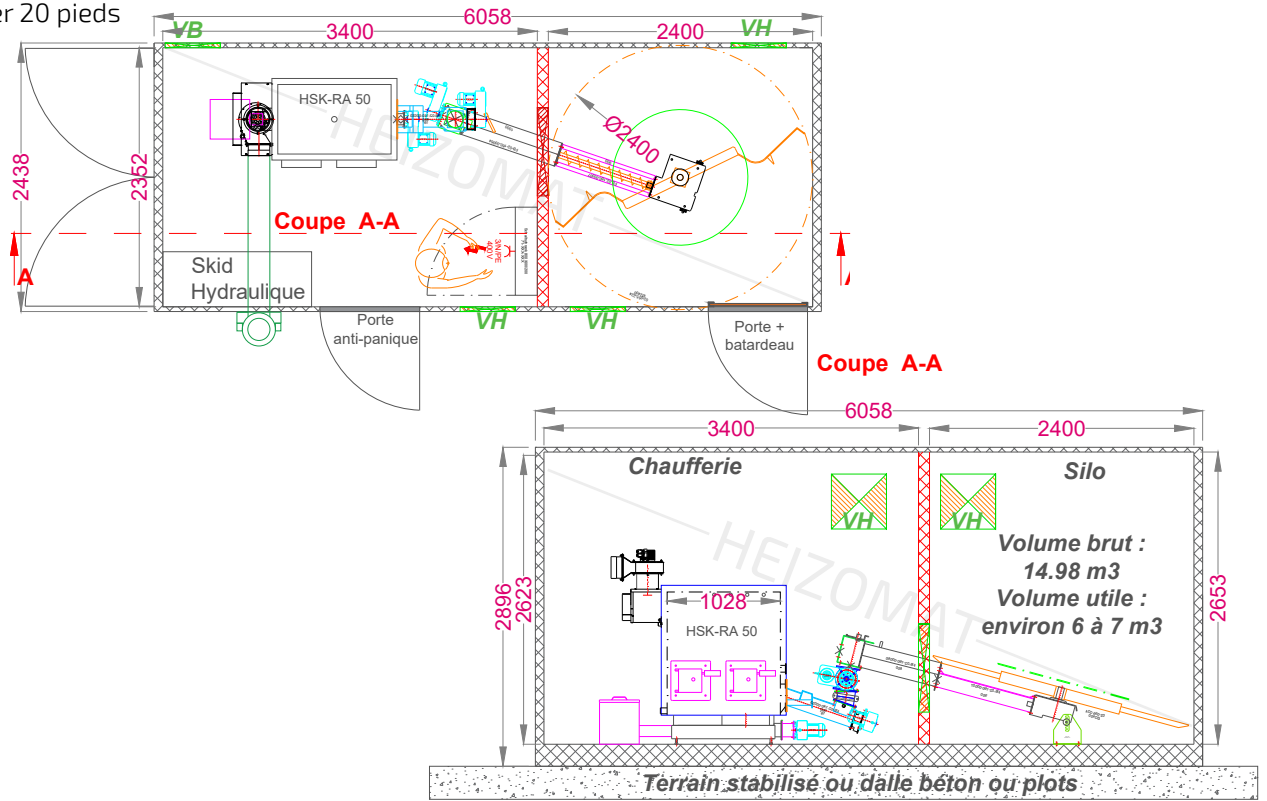 er 20 pieds
6058
VB
3400
2400
VH
HSK-RA 50
Ø2400
2438
2352
HEIZOMAT
Coupe A-A
3/N/PE
400V
A
Skid
Hydraulique
VH
VH
Porte
anti-panique
Porte +
batardeau
Coupe A-A
6058
3400
2400
Chaufferie
Silo
VH
VH
Volume brut :
14.98 m3
Volume utile :
environ 6 à 7 m3
2896
2623
2653
1028
HSK-RA 50
HEIZOMAT
Terrain stabilisé ou dalle béton ou plots